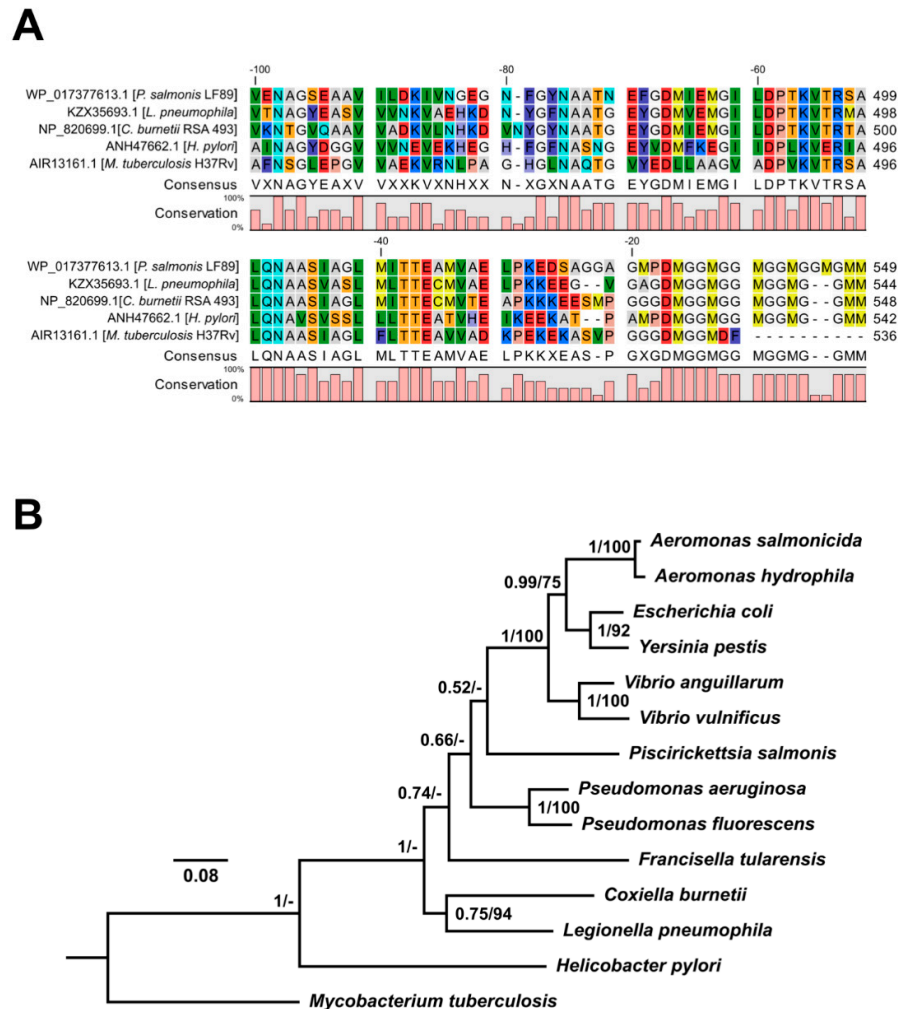 A
-100 -80 -60
WP_017377613.1 [P. salmonis LF89] VENAGSEAAV ILDKIVNGEG N-FGYNAATN EFGDMIEMGI LDPTKVTRSA 499
KZX35693.1 [L. pneumophila] VTNAGYEASV VVNKVAEHKD NYGFNAATG EYGDMVEMGI LDPTKVTRSA 498
NP_820699.1[C. burnetii RSA 493] VKNTGVQAAV VADKVLNHKD VNYGYNAATG EYGDMIEMGI LDPTKVTRTA 500
ANH47662.1 [H. pylori] AINAGYDGGV VVNEVEKHEG H-FGFNASNG EYVDMFKEGI IDPLKVERIA 496
AIR13161.1 [M. tuberculosis H37Rv] AFNSGLEPGV VAEKVRNLPA G-HGLNAQTG VYEDLLAAGV ADPVKVTRSA 496
Consensus VXNAGYEAXV VXXKVXNHXX N-XGXNAATG EYGDMIEMGI LDPTKVTRSA
100%
Conservation
0%
-40 -20
WP_017377613.1 [P. salmonis LF89] LQNAASIAGL MITTEAMVAE LPKEDSAGGA GMPDMGGMGG MGGMGGMGMM 549
KZX35693.1 [L. pneumophila] LQNAASVASL MITTECMVAE LPKKEEG--V GAGDMGGMGG MGGMG--GMM 544
NP_820699.1[C. burnetii RSA 493] LQNAASIAGL MITTECMVTE APKKKEESMP GGGDMGGMGG MGGMG--GMM 548
ANH47662.1 [H. pylori] LQNAVSVSSL LLTTEATVHE IKEEKAT--P AMPDMGGMGG MGGMG--GMM 542
AIR13161.1 [M. tuberculosis H37Rv] LQNAASIAGL FLTTEAVVAD KPEKEKASVP GGGDMGGMDF ---------- 536
Consensus LQNAASIAGL MLTTEAMVAE LPKKXEAS-P GXGDMGGMGG MGGMG--GMM
100%
Conservation
0%
B
1/100 Aeromonas salmonicida
Aeromonas hydrophila
0.99/75
Escherichia coli
1/92
1/100
Yersinia pestis
Vibrio anguillarum
0.52/- 1/100
Vibrio vulnificus
0.66/-
Piscirickettsia salmonis
0.74/-
Pseudomonas aeruginosa
1/100
Pseudomonas fluorescens
1/-
Francisella tularensis
0.08
Coxiella burnetii
1/- 0.75/94
Legionella pneumophila
Helicobacter pylori
Mycobacterium tuberculosis